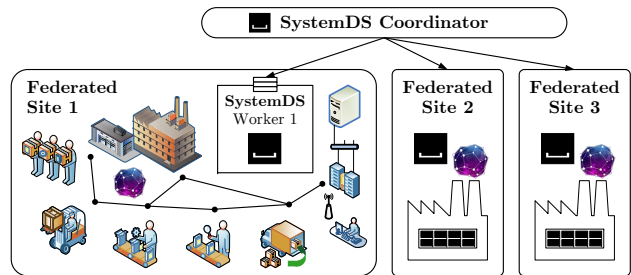 SystemDS Coordinator
Federated
Site 1
SystemDS
Worker 1
Federated
Site 2
Federated
Site 3